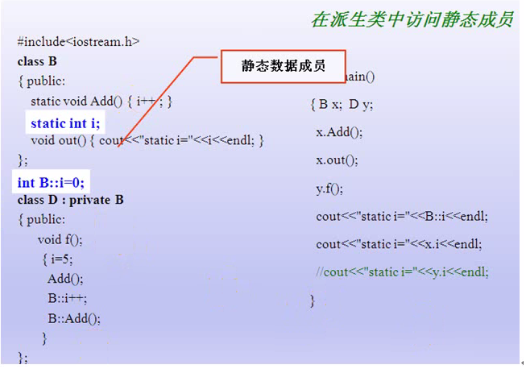 在派生类中访问静态成员
#include<iostream.h>
class B
{ public:
static void Add() { i++ ; }
static int i;
void out() { cout<<"static i="<<i<<endl; }
};
int B::i=0;
class D : private B
{ public:
void f();
{ i=5;
Add();
B::i++;
B::Add();
}
};
静态数据成员
ain()
{ B x; D y;
x.Add();
x.out();
y.f();
cout<<"static i="<<B::i<<endl;
cout<<"static i="<<x.i<<endl;
//cout<<"static i="<<y.i<<endl;
}